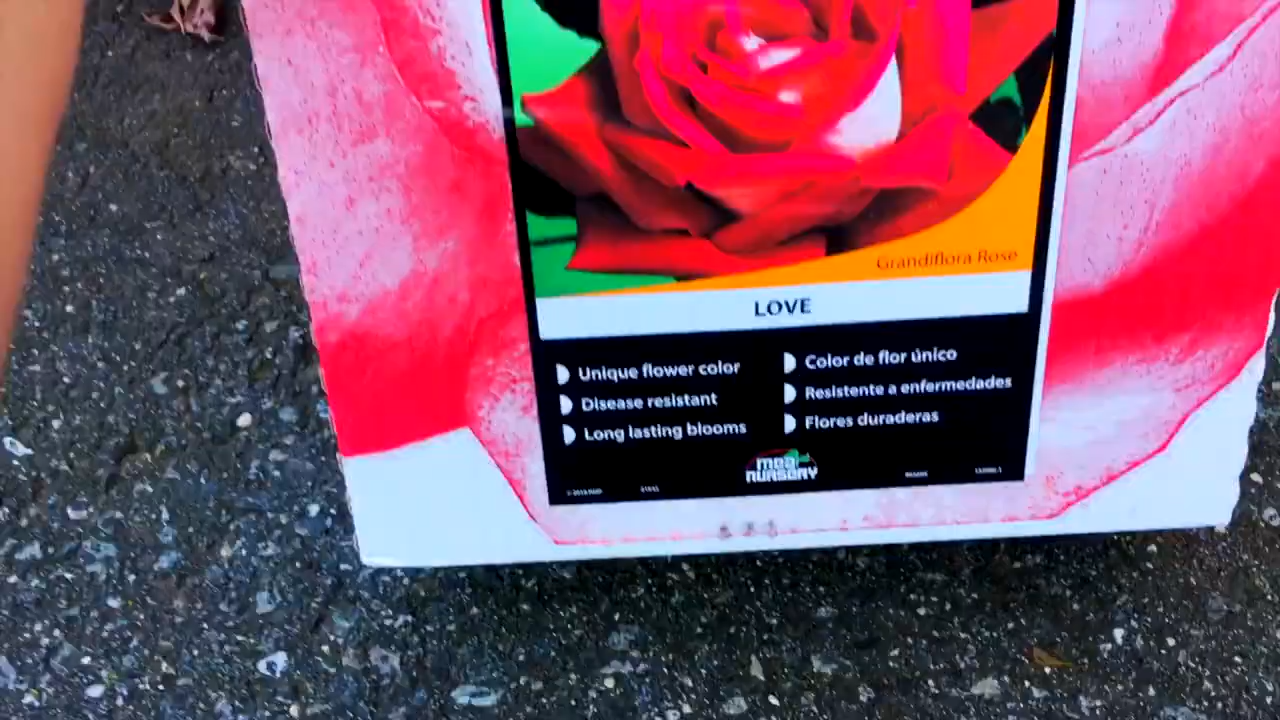 Grandiflora Rose
LOVE
Unique flower color
Disease resistant
Long lasting blooms
Color de flor único
Resistente a enfermedades
Flores duraderas
NURSERY